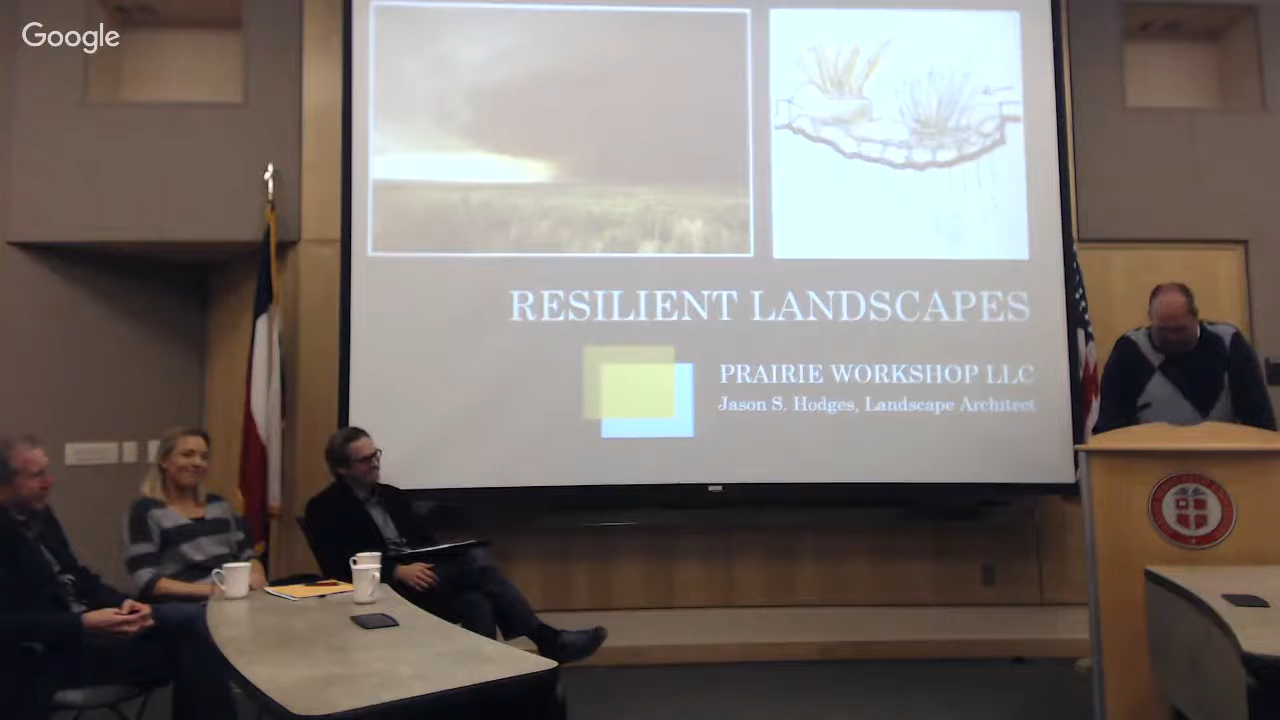 Google
RESILIENT LANDSCAPES
PRAIRIE WORKSHOP LLC
Jason S. Hodges, Landscape Architect